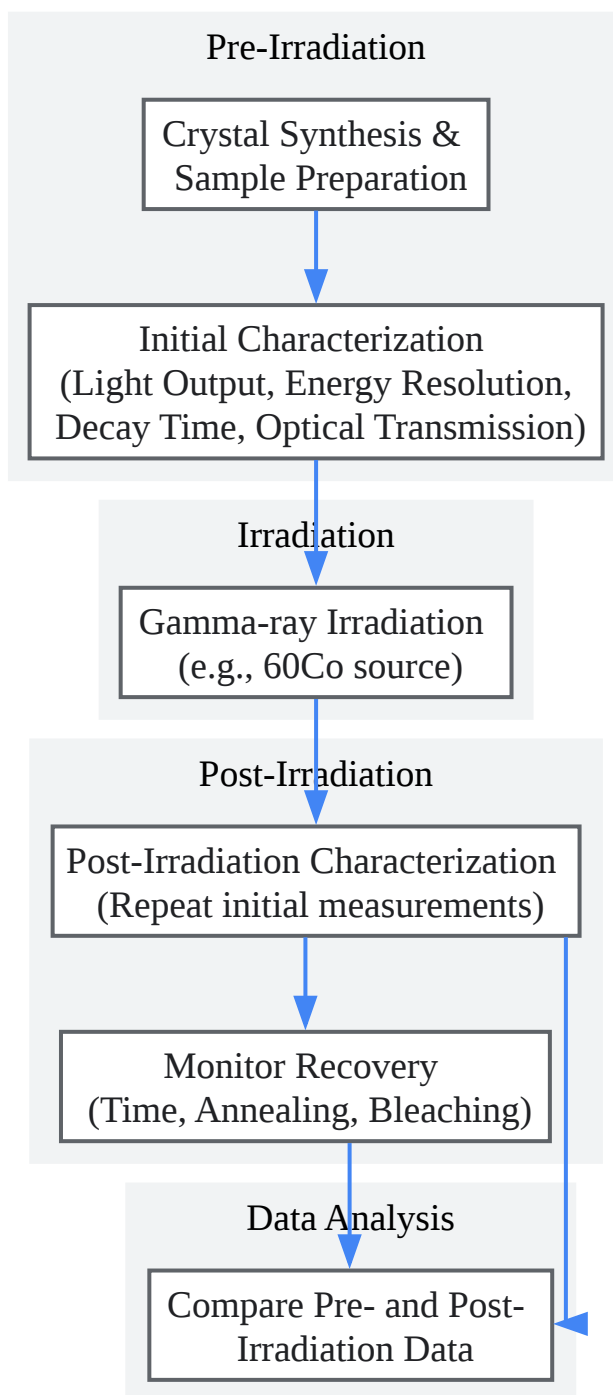 Pre-Irradiation
Crystal Synthesis &
Sample Preparation
Initial Characterization
(Light Output, Energy Resolution,
Decay Time, Optical Transmission)
Irradiation
Gamma-ray Irradiation
(e.g., 60Co source)
Post-Irradiation
Post-Irradiation Characterization
(Repeat initial measurements)
Monitor Recovery
(Time, Annealing, Bleaching)
Data Analysis
Compare Pre- and Post-
Irradiation Data